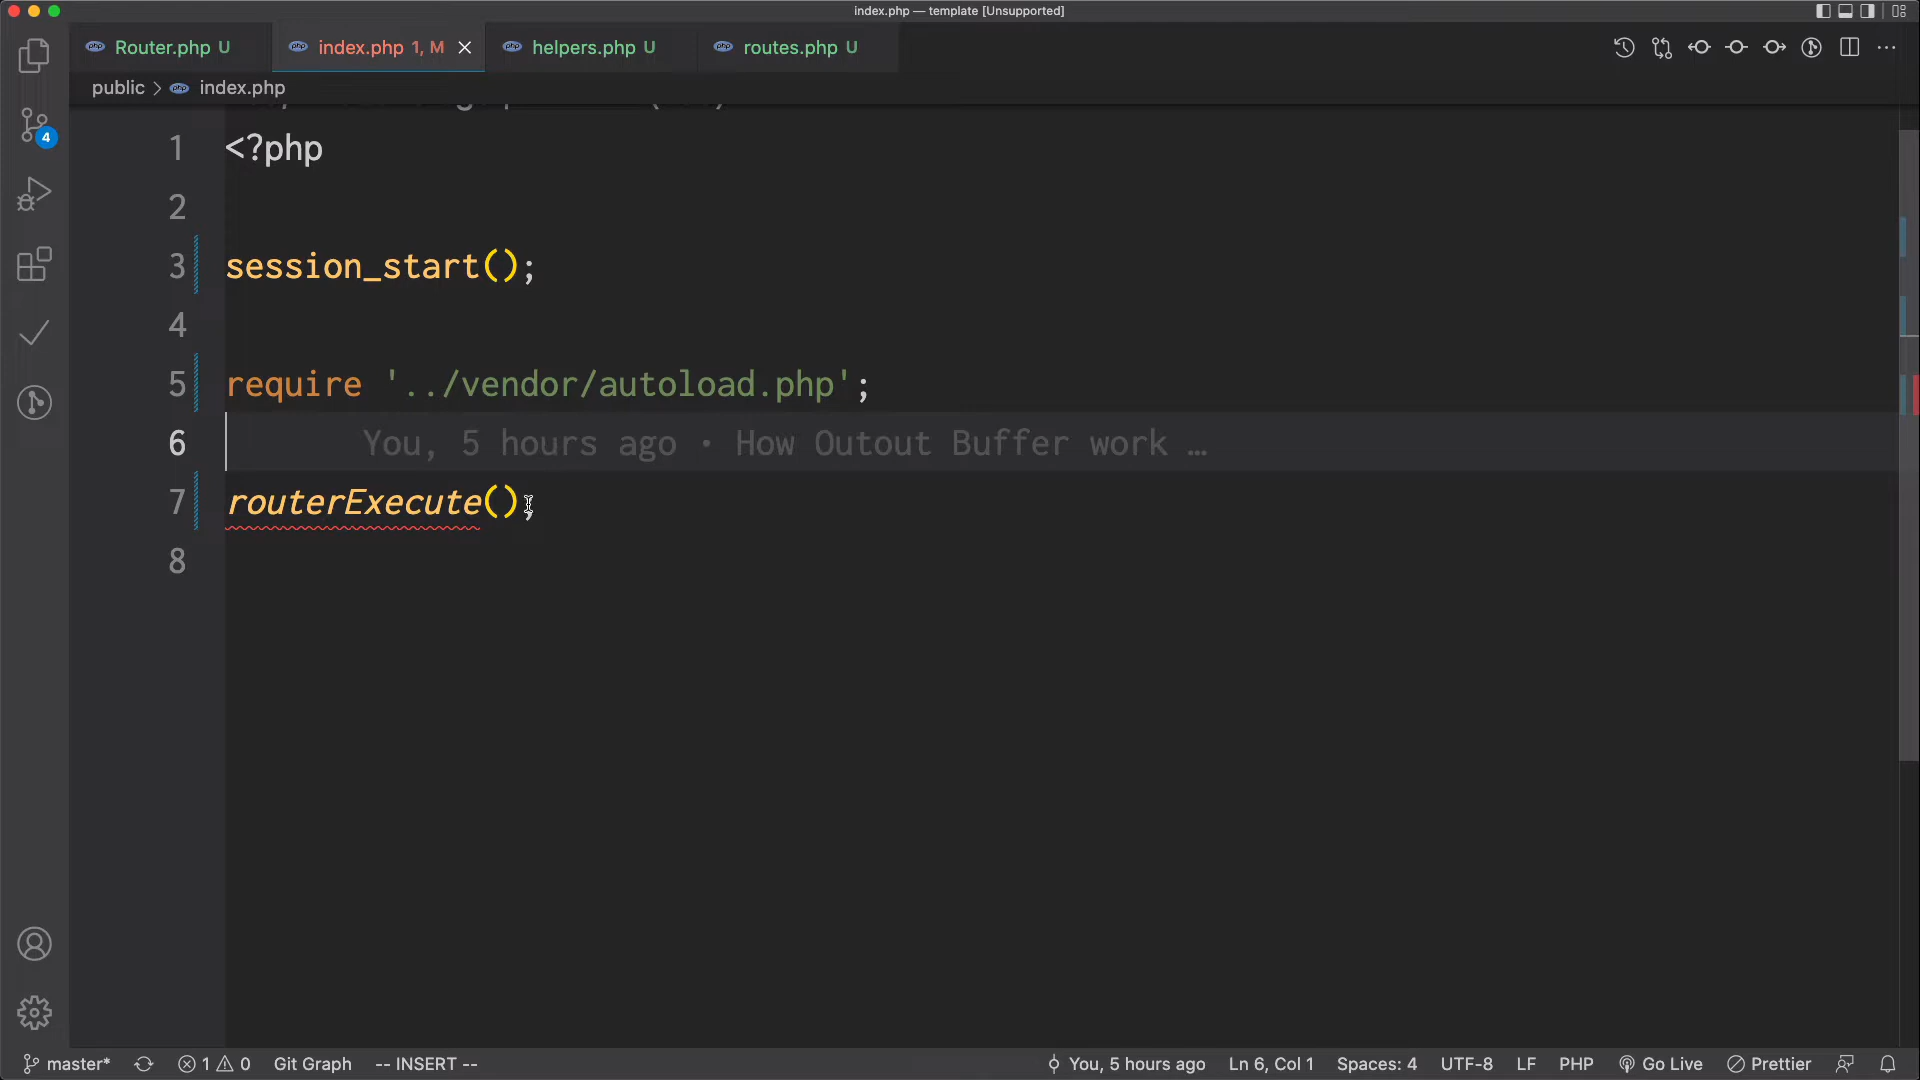 index.php — template [Unsupported]
Router.php U
index.php 1, M
helpers.php U
routes.php U
public > index.php
1 <?php
2
3 session_start();
4
5 require '../vendor/autoload.php';
6 You, 5 hours ago · How Outout Buffer work …
7 routerExecute();
8
4
master* 1 0 Git Graph -- INSERT -- You, 5 hours ago Ln 6, Col 1 Spaces: 4 UTF-8 LF PHP Go Live Prettier